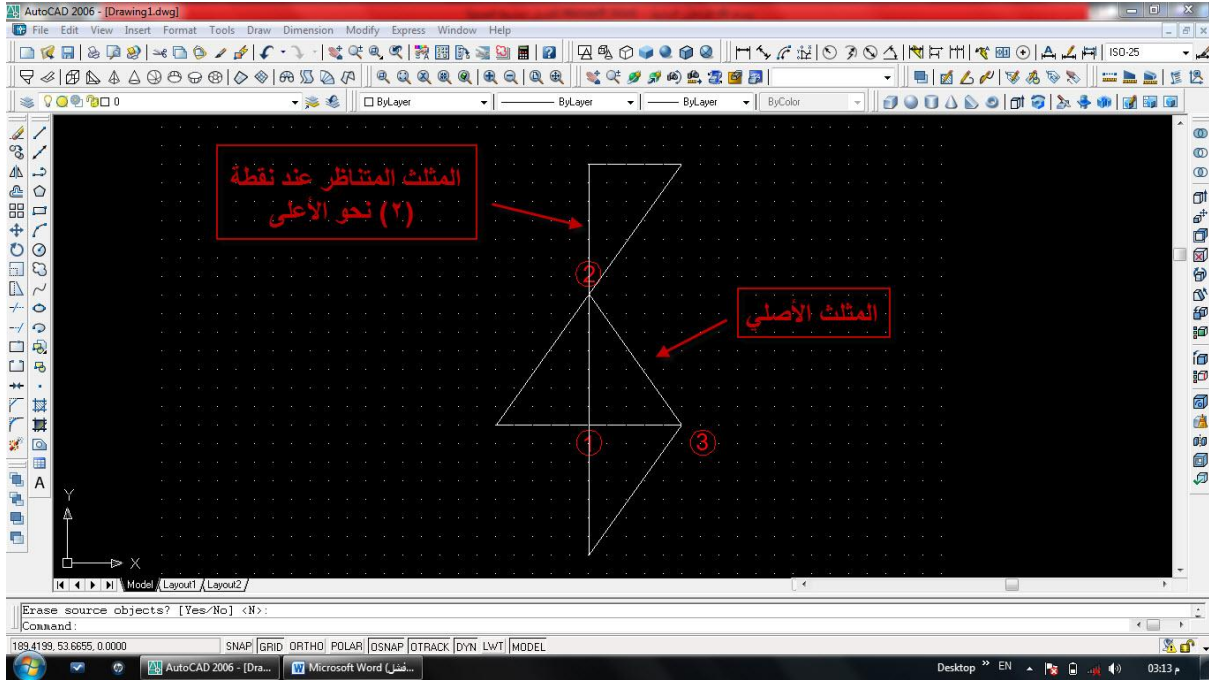 AutoCAD 2006 - [Drawing1.dwg]
File Edit View Insert Format Tools Draw Dimension Modify Express Window Help
ISO-25
0 ByLayer ByLayer ByLayer ByColor
المثلث المتناظر عند نقطة
(٢) نحو الأعلى
2
المثلث الأصلي
1
3
A
Y
X
Model Layout1 Layout2
Erase source objects? [Yes/No] <N>:
Command:
189.4199, 53.6655, 0.0000 SNAP GRID ORTHO POLAR OSNAP OTRACK DYN LWT MODEL
AutoCAD 2006 - [Dra... Microsoft Word Desktop EN 03:13 م